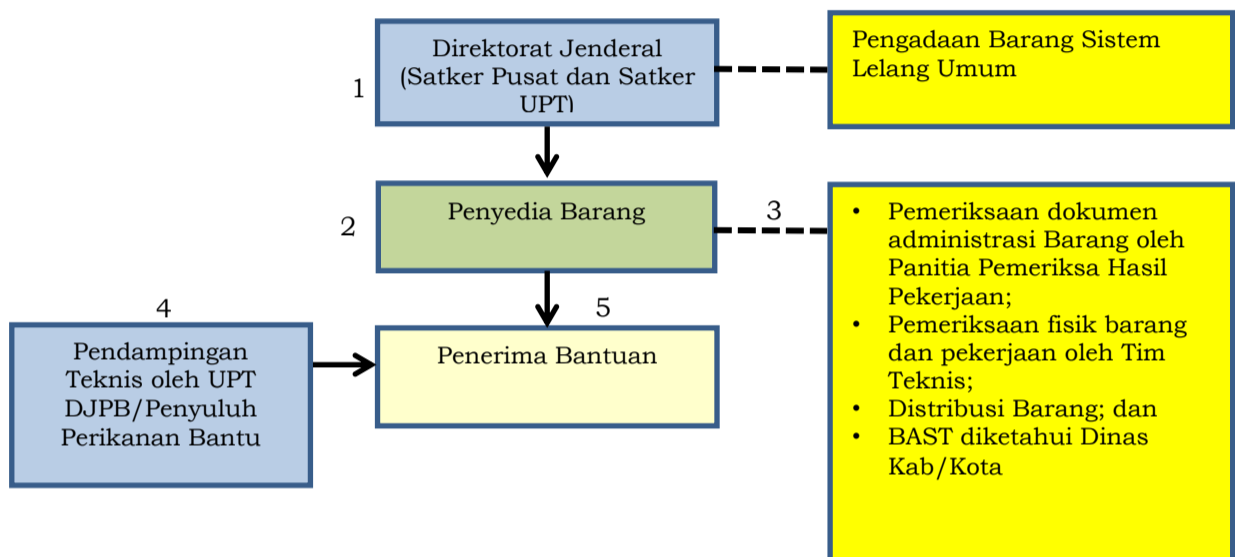 1
Direktorat Jenderal
(Satker Pusat dan Satker
UPT)
Pengadaan Barang Sistem
Lelang Umum
2
Penyedia Barang
3
• Pemeriksaan dokumen
administrasi Barang oleh
Panitia Pemeriksa Hasil
Pekerjaan;
• Pemeriksaan fisik barang
dan pekerjaan oleh Tim
Teknis;
• Distribusi Barang; dan
• BAST diketahui Dinas
Kab/Kota
4
Pendampingan
Teknis oleh UPT
DJPB/Penyuluh
Perikanan Bantu
5
Penerima Bantuan